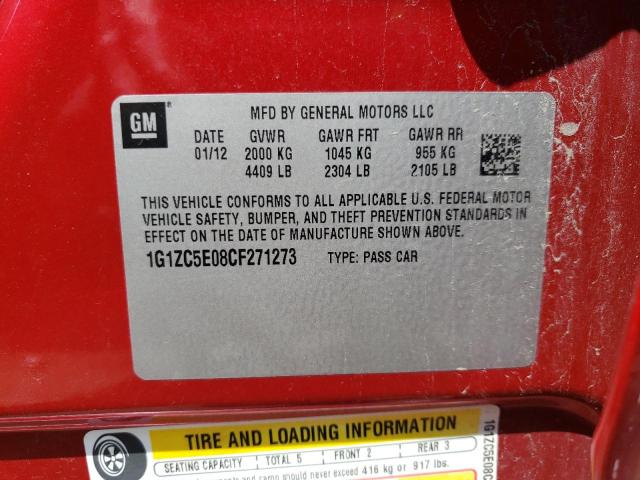 GM
MFD BY GENERAL MOTORS LLC
DATE GVWR GAWR FRT GAWR RR
01/12 2000 KG 1045 KG 955 KG
4409 LB 2304 LB 2105 LB
THIS VEHICLE CONFORMS TO ALL APPLICABLE U.S. FEDERAL MOTOR
VEHICLE SAFETY, BUMPER, AND THEFT PREVENTION STANDARDS IN
EFFECT ON THE DATE OF MANUFACTURE SHOWN ABOVE.
1G1ZC5E08CF271273 TYPE: PASS CAR
TIRE AND LOADING INFORMATION
SEATING CAPACITY TOTAL 5 FRONT 2 REAR 3
and cargo should never exceed 416 kg or 917 lbs.
1G1ZC5E08C